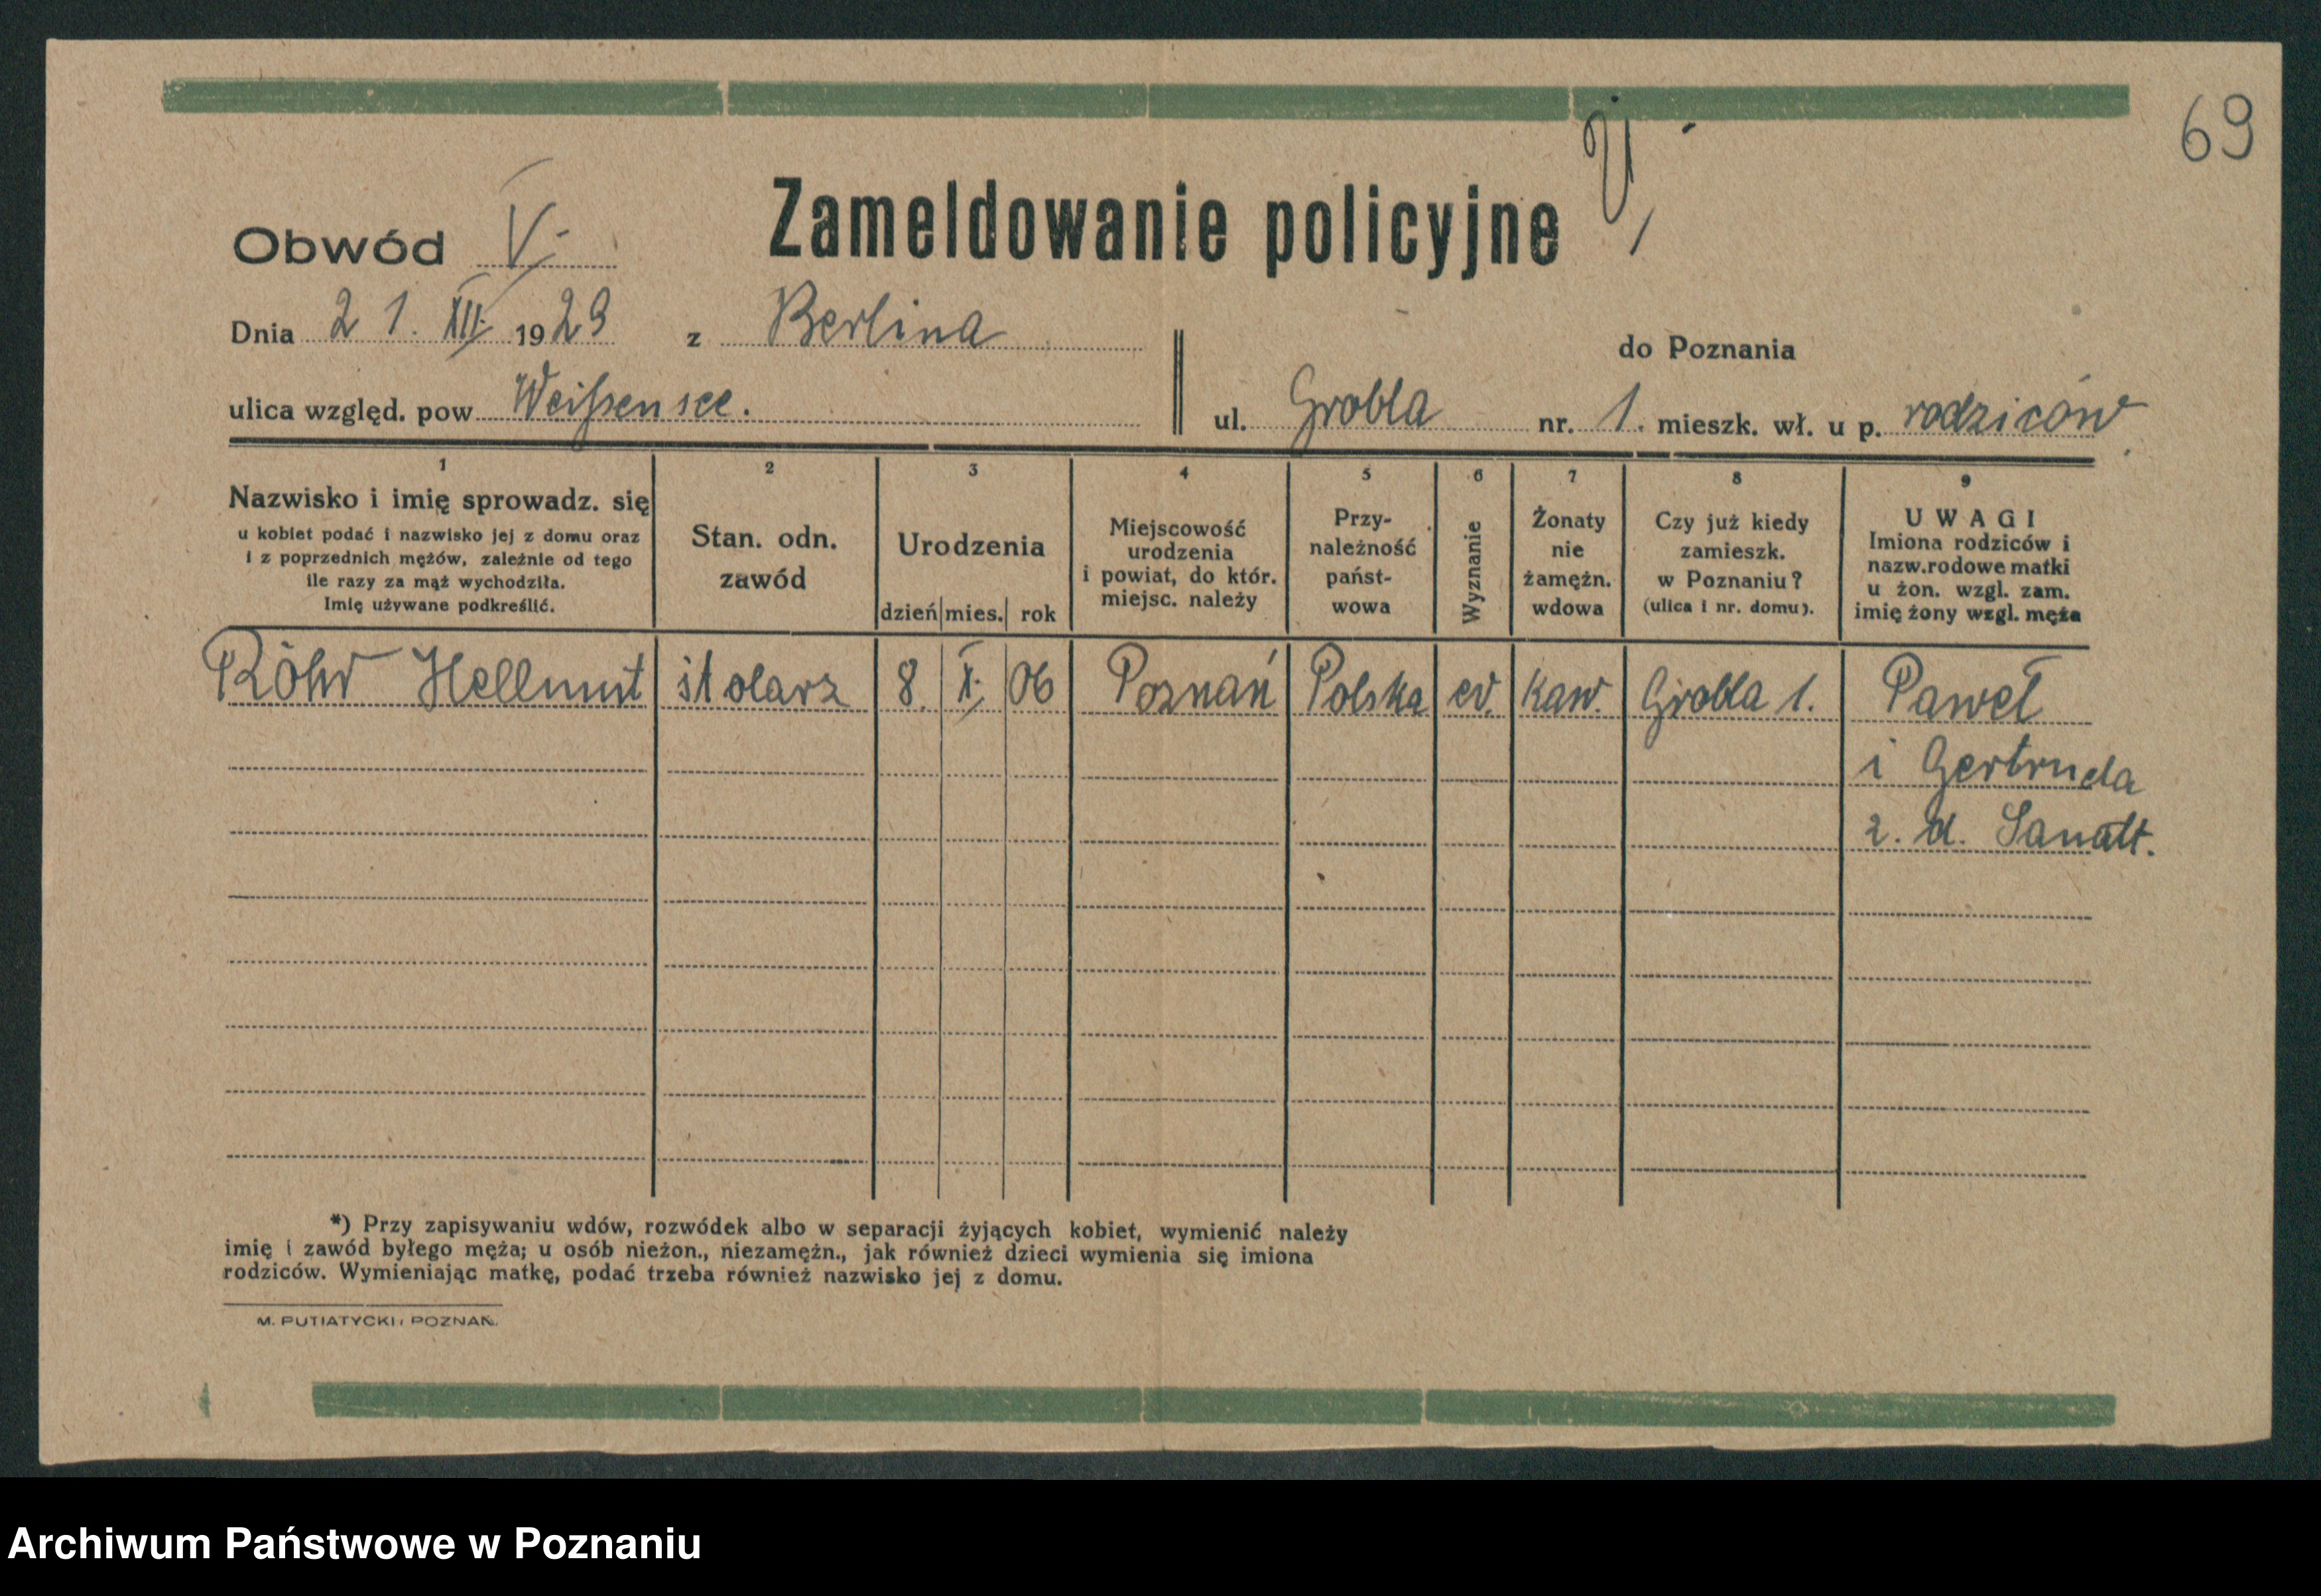 69
Zameldowanie policyjne
Obwód V.
Dnia 21. XII. 1929 z Berlina
do Poznania
ulica względ. pow Weißensee.
ul. Grobla nr. 1. mieszk. wł. u p. rodziców
1 2 3 4 5 6 7 8 9
Nazwisko i imię sprowadz. się
u kobiet podać i nazwisko jej z domu oraz
i z poprzednich mężów, zależnie od tego
ile razy za mąż wychodziła.
Imię używane podkreślić.
Stan. odn.
zawód
Urodzenia
dzień mies. rok
Miejscowość
urodzenia
i powiat, do któr.
miejsc. należy
Przy-
należność
państ-
wowa
Wyznanie
Żonaty
nie
żamężn.
wdowa
Czy już kiedy
zamieszk.
w Poznaniu?
(ulica i nr. domu).
UWAGI
Imiona rodziców i
nazw.rodowe matki
u żon. wzgl. zam.
imię żony wzgl. męża
Röhr Hellmut stolarz 8. X. 06 Poznań Polska ev. kaw. Grobla 1. Paweł
i Gertruda
z. d.
*) Przy zapisywaniu wdów, rozwódek albo w separacji żyjących kobiet, wymienić należy
imię i zawód byłego męża; u osób nieżon., niezamężn., jak również dzieci wymienia się imiona
rodziców. Wymieniając matkę, podać trzeba również nazwisko jej z domu.
M. PUTIATYCKI, POZNAŃ.
Archiwum Państwowe w Poznaniu